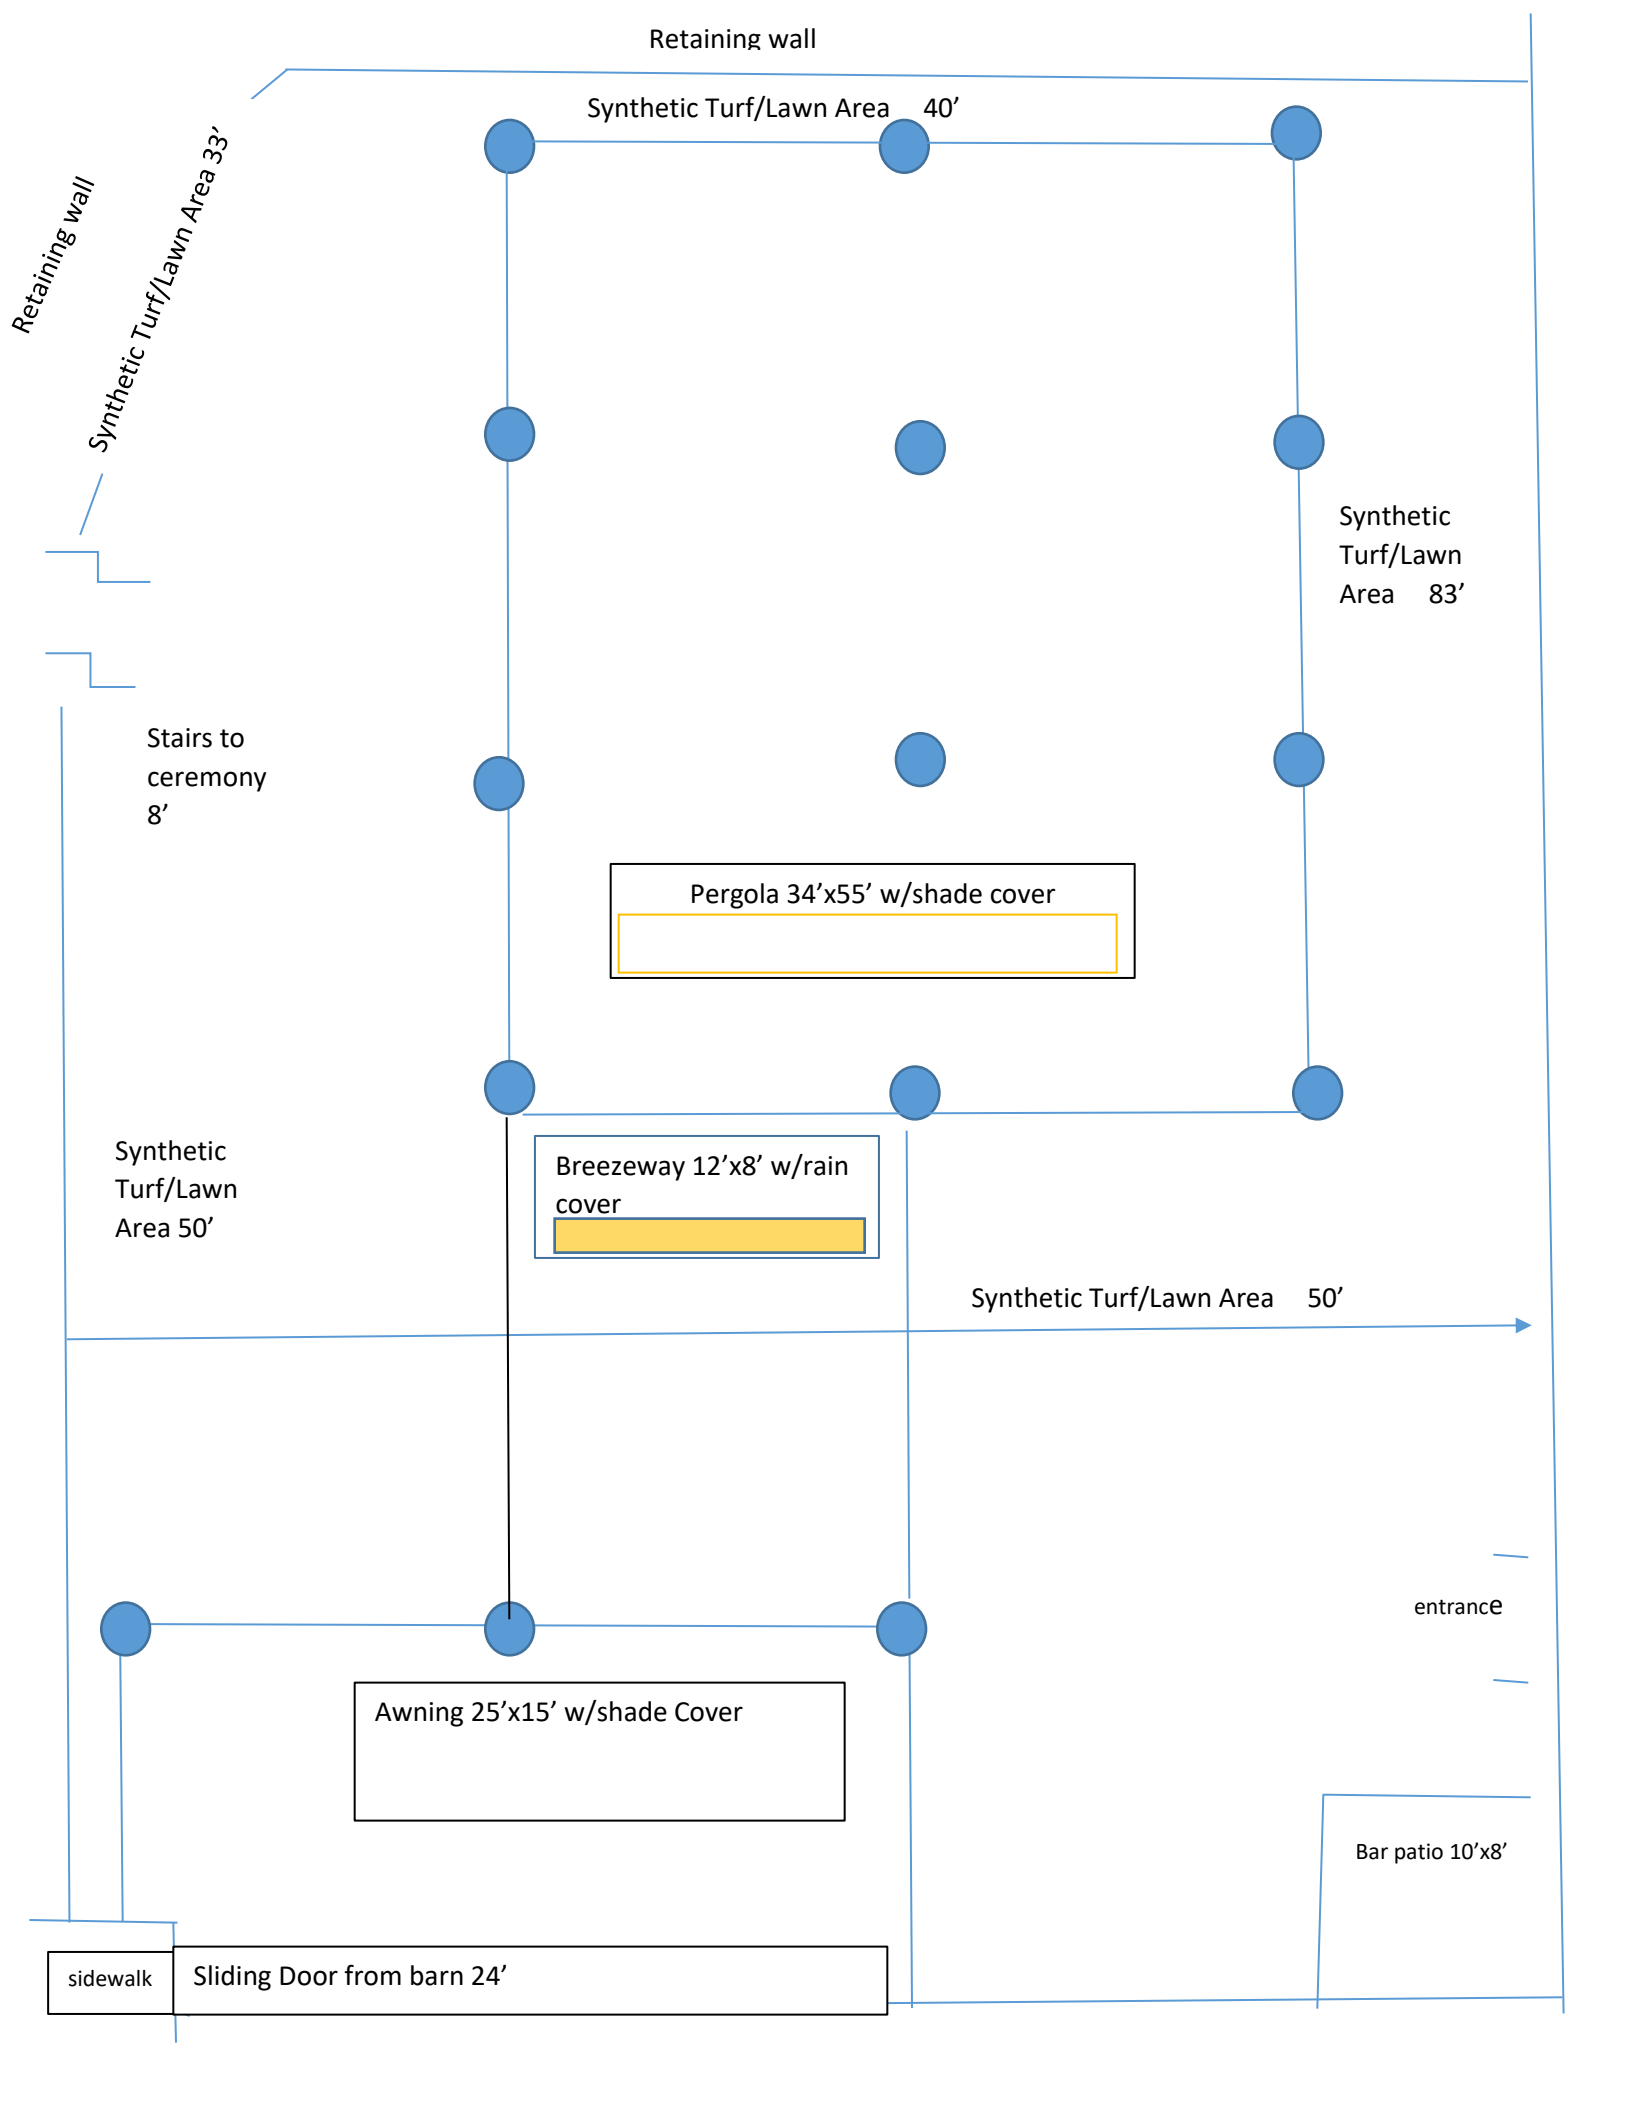 Retaining wall
Synthetic Turf/Lawn Area 40’
Synthetic Turf/Lawn Area 33’
Retaining wall
Synthetic
Turf/Lawn
Area 83’
Stairs to
ceremony
8’
Pergola 34’x55’ w/shade cover
Synthetic
Turf/Lawn
Area 50’
Breezeway 12’x8’ w/rain
cover
Synthetic Turf/Lawn Area 50’
entrance
Awning 25’x15’ w/shade Cover
Bar patio 10’x8’
sidewalk
Sliding Door from barn 24’